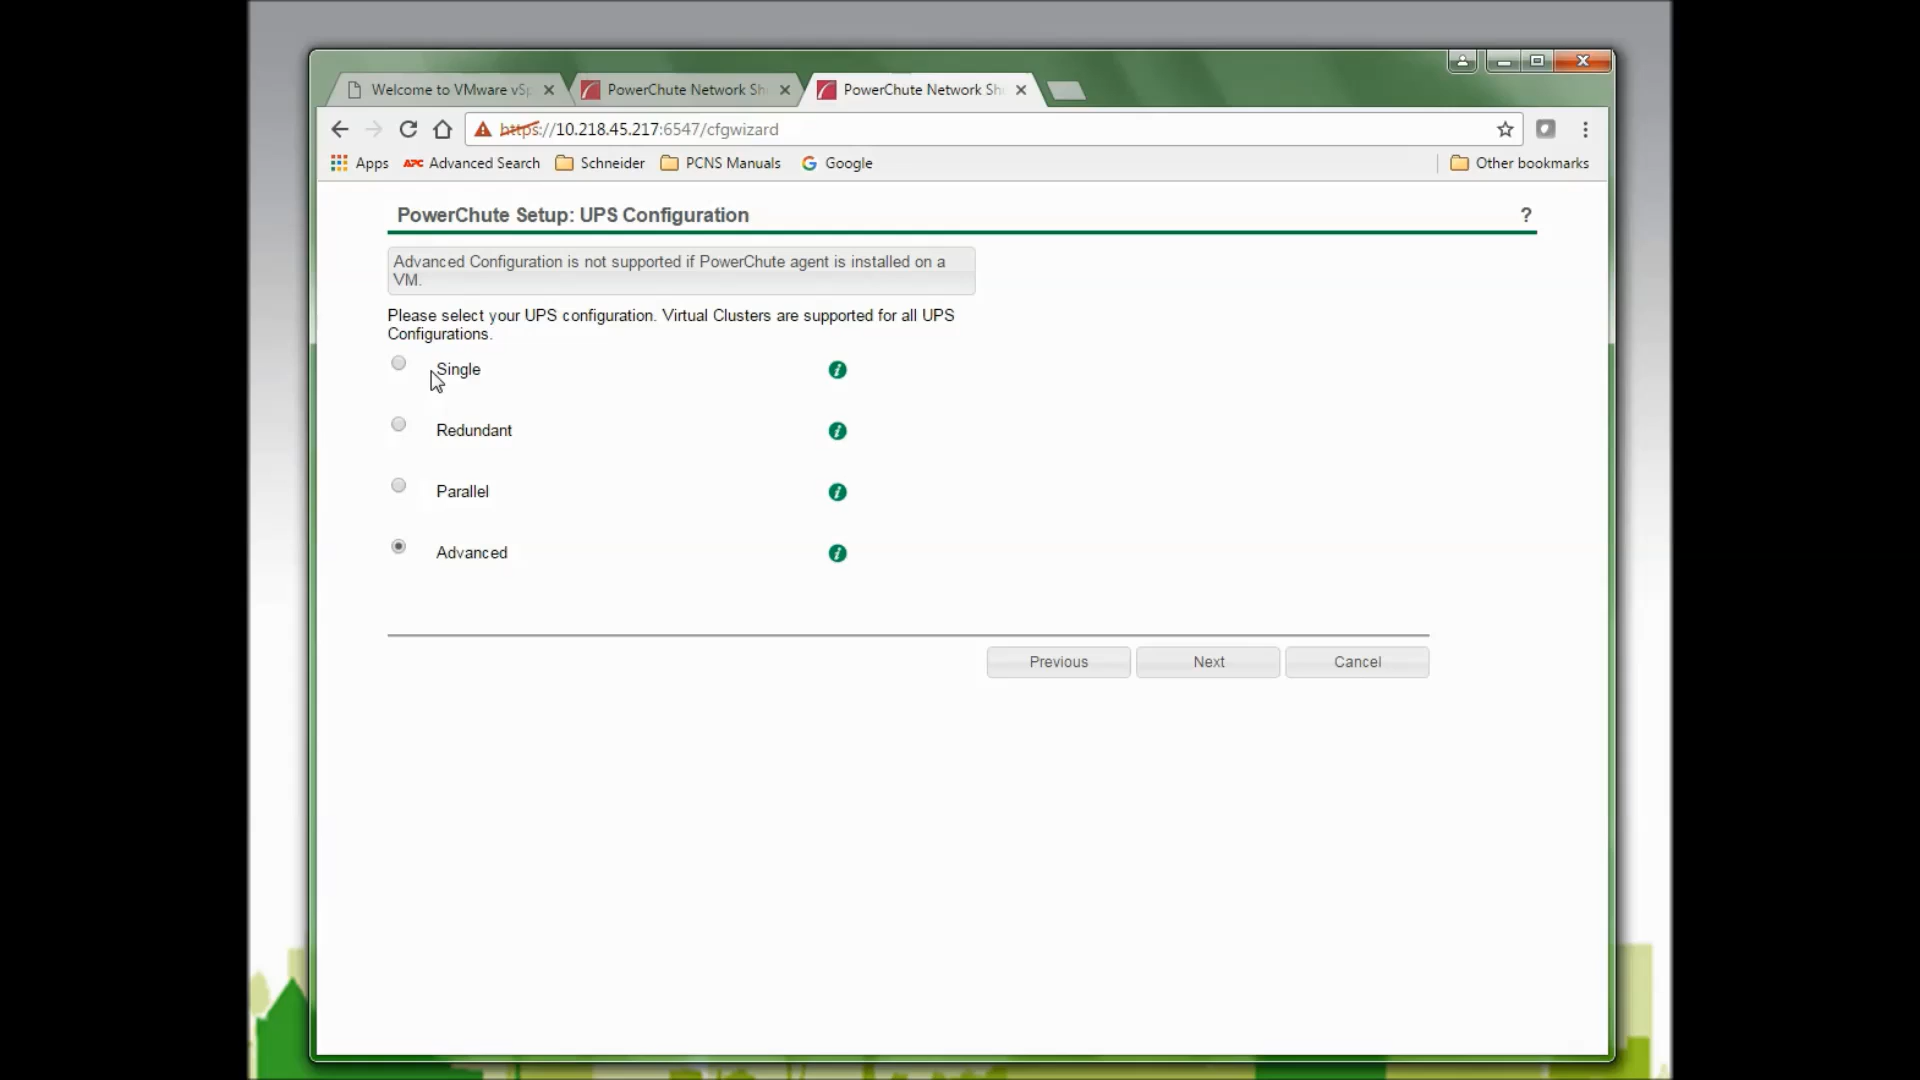 Welcome to VMware vSp
PowerChute Network Sh
PowerChute Network Sh
https://10.218.45.217:6547/cfgwizard
Apps
APC Advanced Search
Schneider
PCNS Manuals
Google
Other bookmarks
PowerChute Setup: UPS Configuration
?
Advanced Configuration is not supported if PowerChute agent is installed on a
VM.
Please select your UPS configuration. Virtual Clusters are supported for all UPS
Configurations.
Single
Redundant
Parallel
Advanced
Previous
Next
Cancel